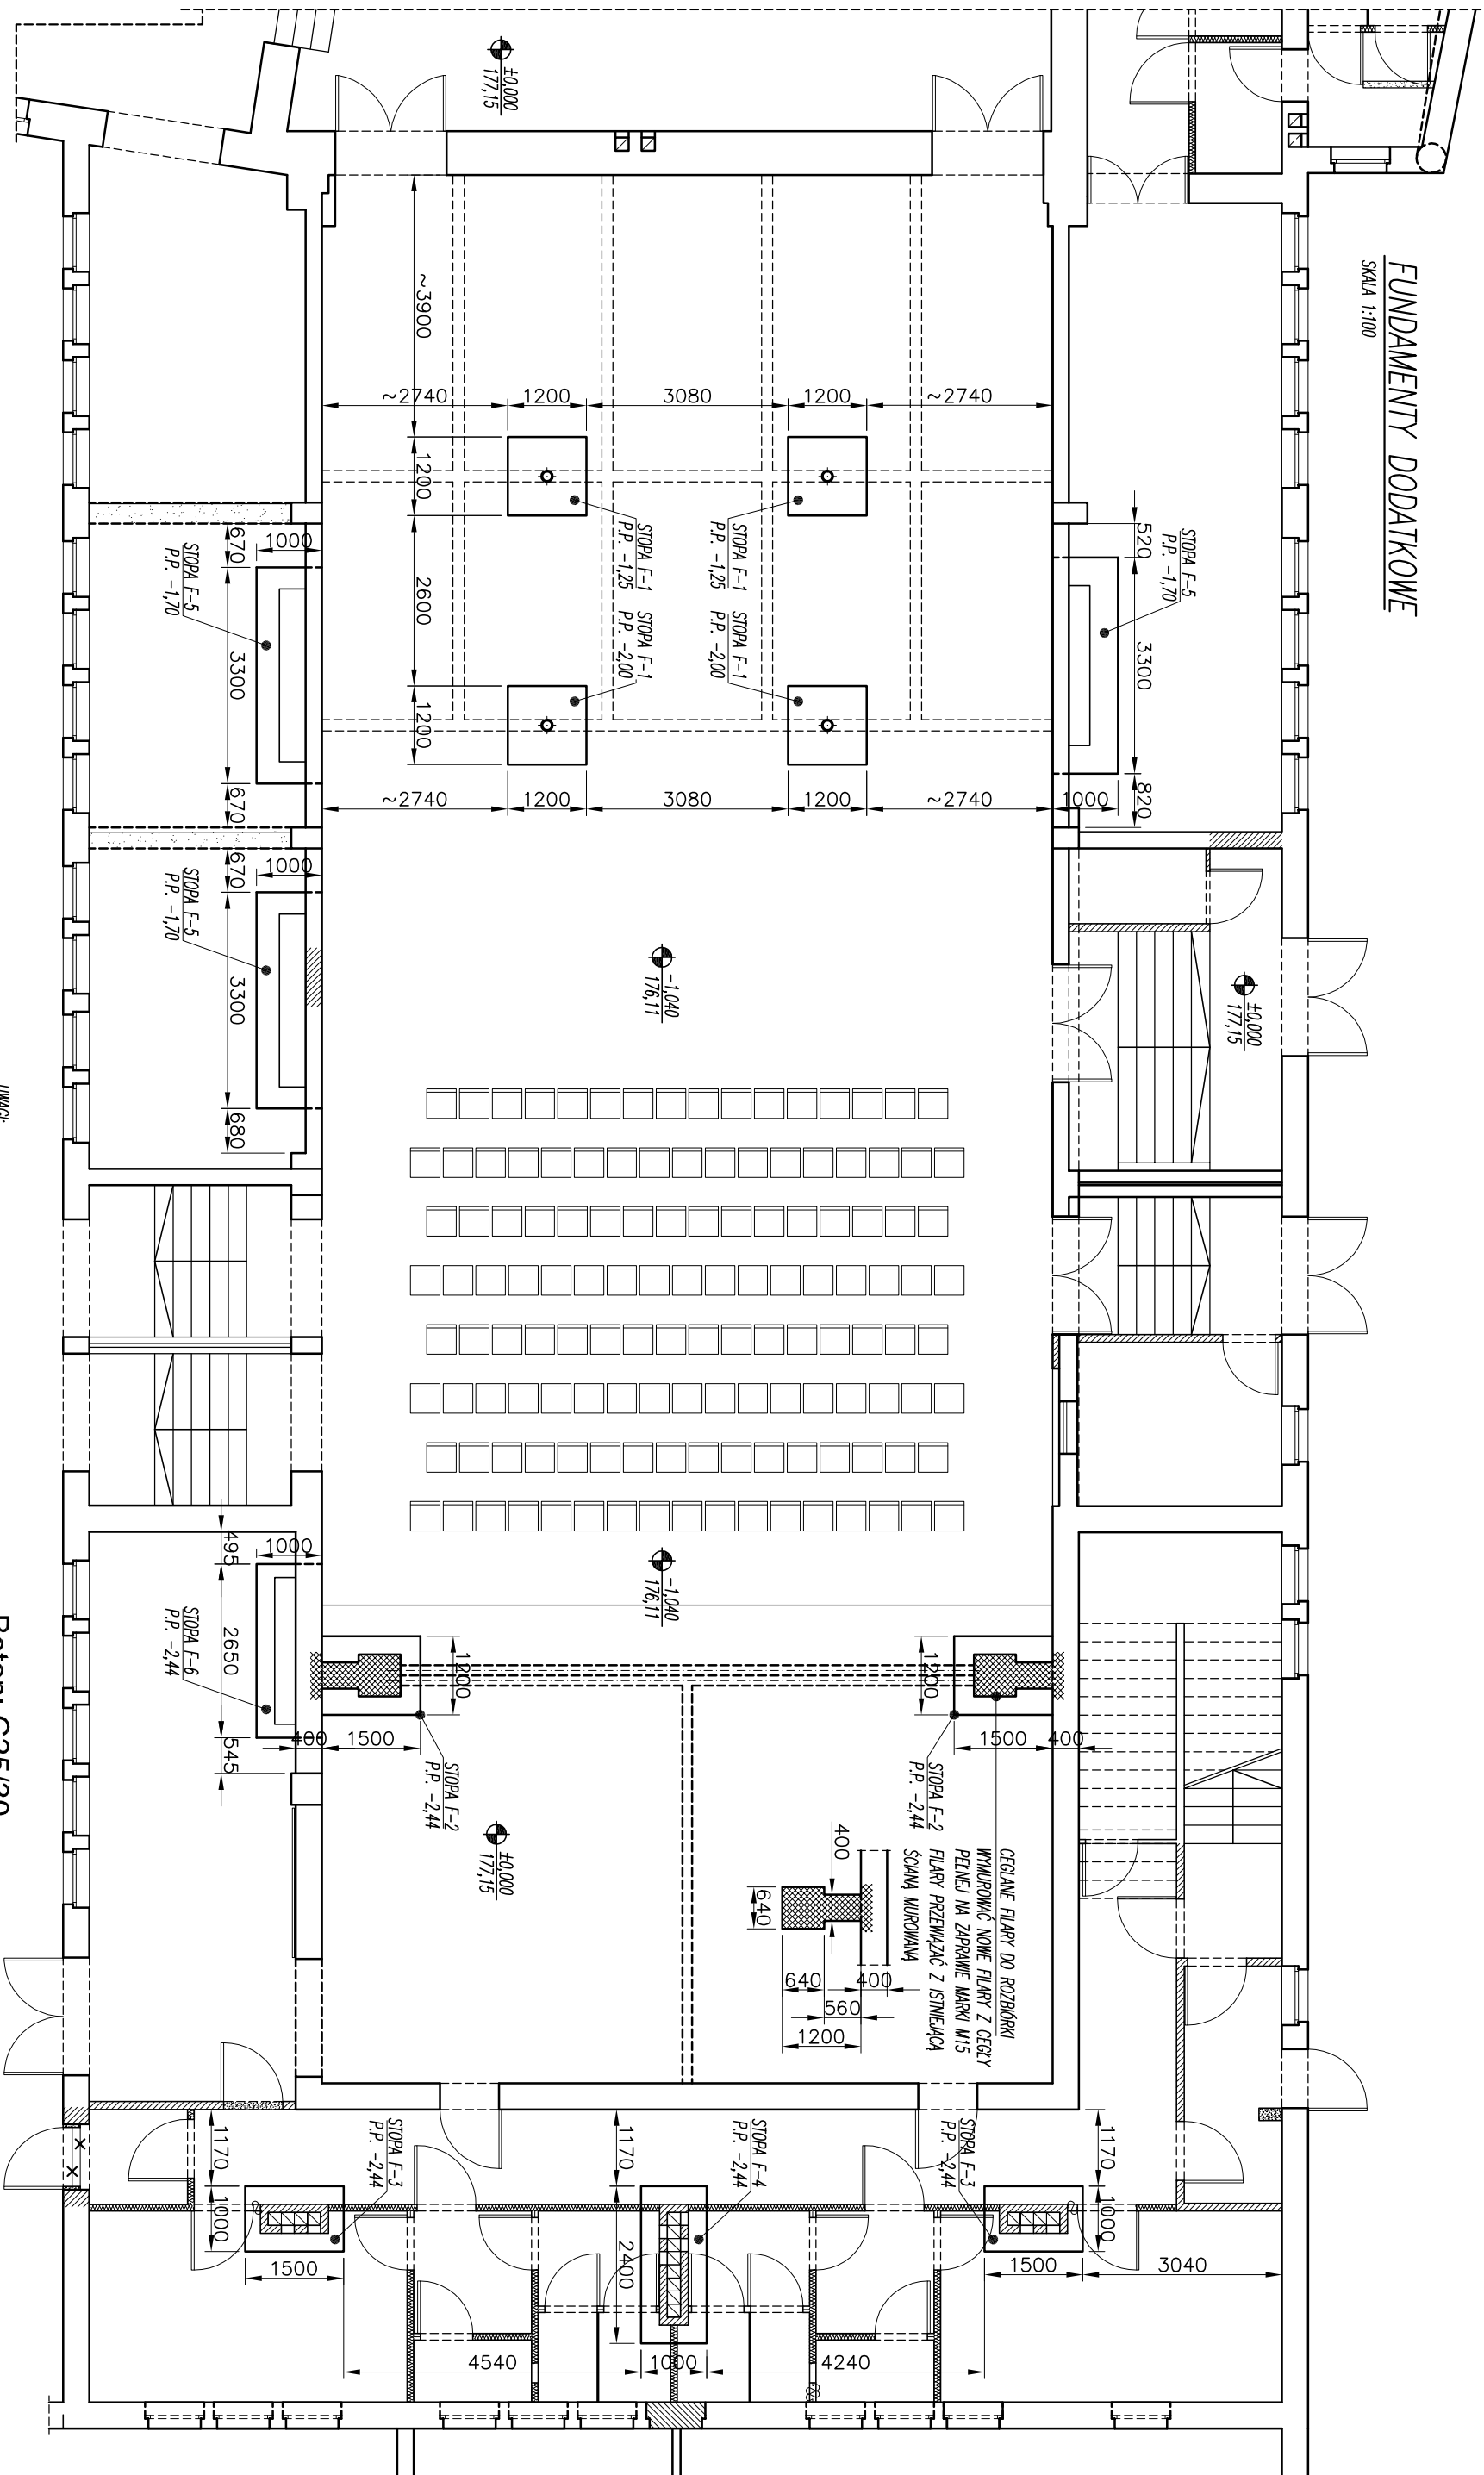 FUNDAMENTY DODATKOWE
SKALA 1:100
±0,000
177,15
~3900
~2740
1200
3080
1200
~2740
1200
2600
1200
STOPA F-1
P.P. -1,25
STOPA F-1
P.P. -1,25
STOPA F-1
P.P. -2,00
STOPA F-1
P.P. -2,00
~2740
1200
3080
1200
~2740
1000
520
3300
820
STOPA F-5
P.P. -1,70
670
1000
3300
670
STOPA F-5
P.P. -1,70
670
1000
3300
680
STOPA F-5
P.P. -1,70
-1,040
176,11
±0,000
177,15
-1,040
176,11
495
1000
2650
545
STOPA F-6
P.P. -2,44
1200
400
1500
STOPA F-2
P.P. -2,44
1200
1500
400
STOPA F-2
P.P. -2,44
±0,000
177,15
CEGLANE FILARY DO ROZBIÓRKI
WYMUROWAĆ NOWE FILARY Z CEGŁY
PEŁNEJ NA ZAPRAWIE MARKI M15
FILARY PRZEWIĄZAĆ Z ISTNIEJĄCĄ
ŚCIANĄ MUROWANĄ
400
640
640
400
560
1200
1170
1000
1500
STOPA F-3
P.P. -2,44
1170
2400
STOPA F-4
P.P. -2,44
1170
1000
1500
3040
STOPA F-3
P.P. -2,44
4540
1000
4240
UWAGI:
Beton: C25/30